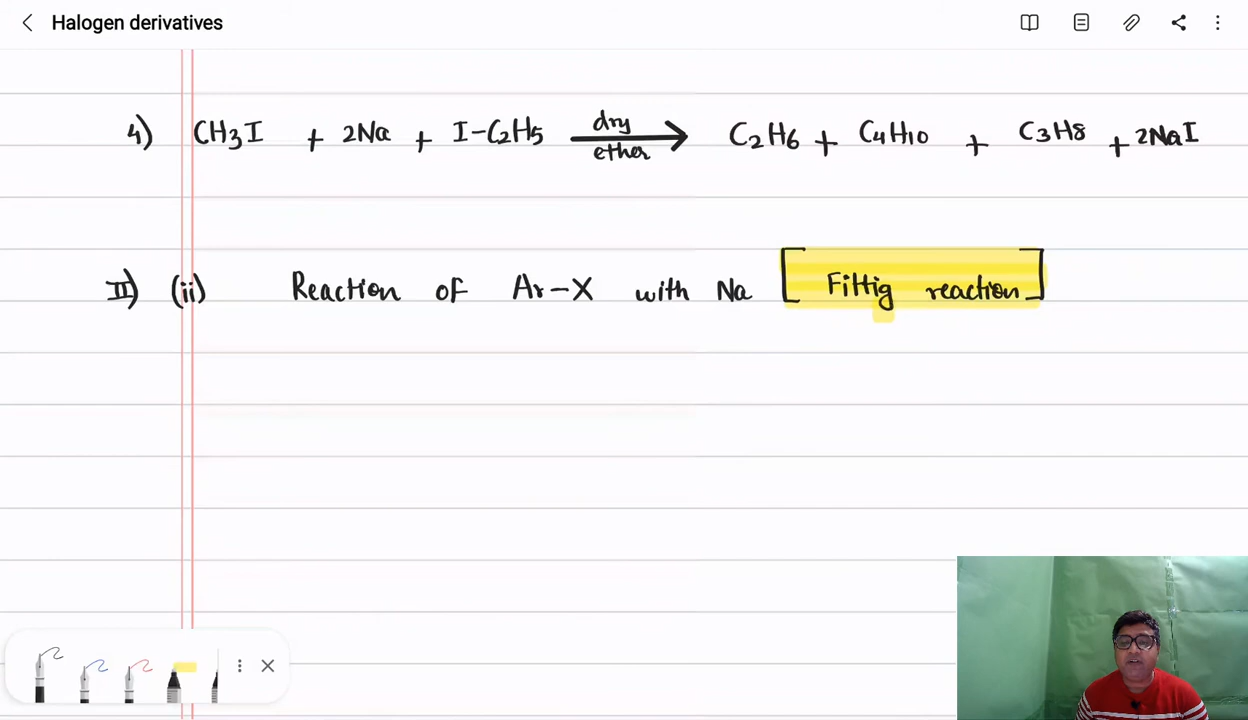 Halogen derivatives
4) CH3I + 2Na + I-C2H5 dry ether → C2H6 + C4H10 + C3H8 + 2NaI
II) (ii) Reaction of Ar-X with Na [Fittig reaction]